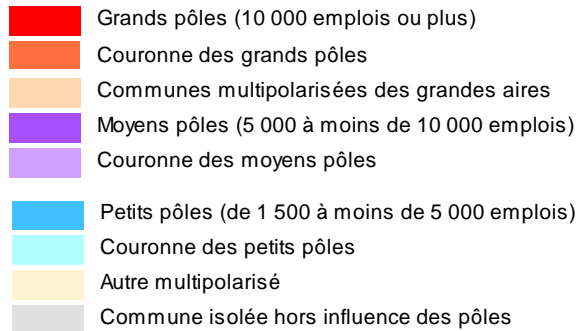 Grands pôles (10 000 emplois ou plus)
Couronne des grands pôles
Communes multipolarisées des grandes aires
Moyens pôles (5 000 à moins de 10 000 emplois)
Couronne des moyens pôles
Petits pôles (de 1 500 à moins de 5 000 emplois)
Couronne des petits pôles
Autre multipolarisé
Commune isolée hors influence des pôles